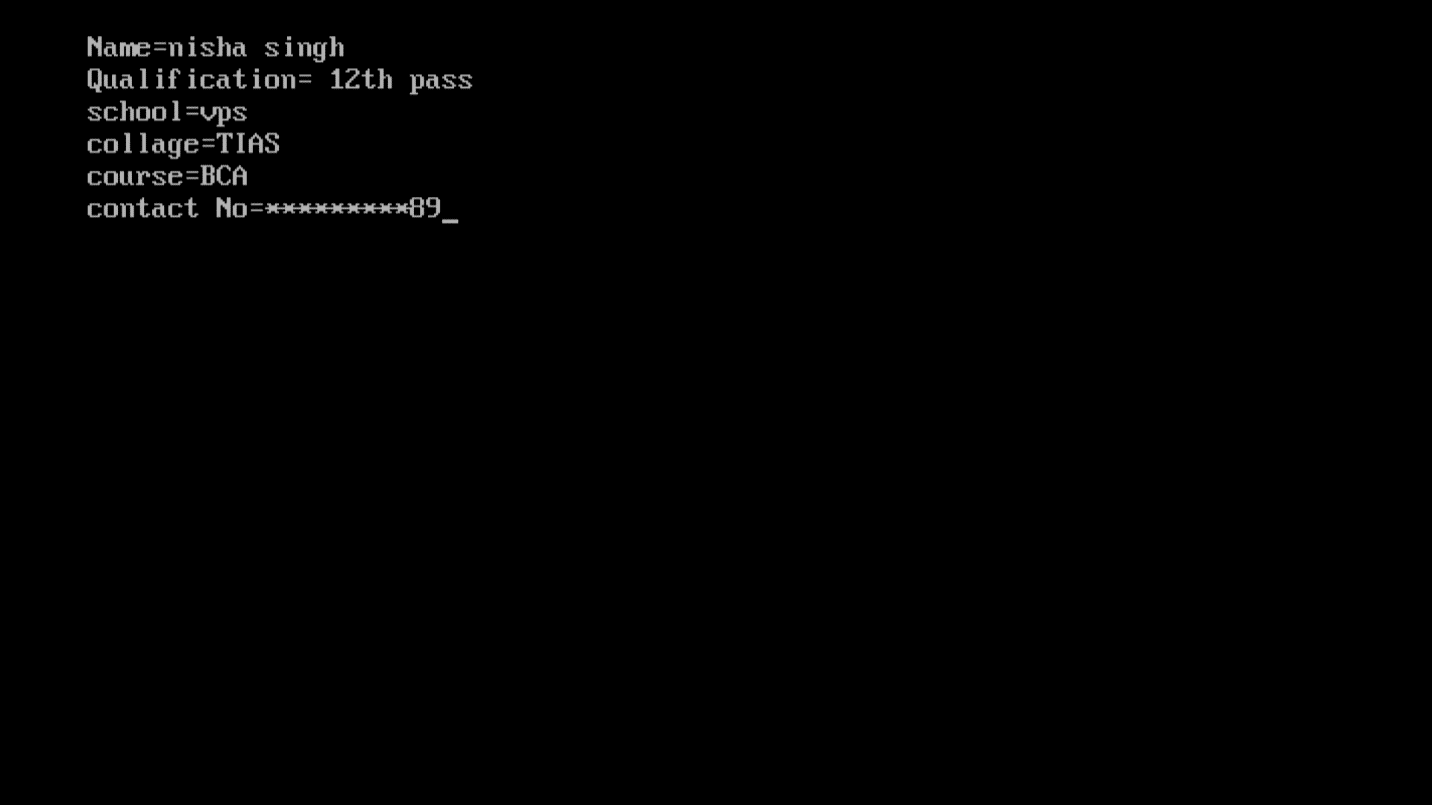 Name=nisha singh
Qualification= 12th pass
school=vps
collage=TIAS
course=BCA
contact No=*********89_